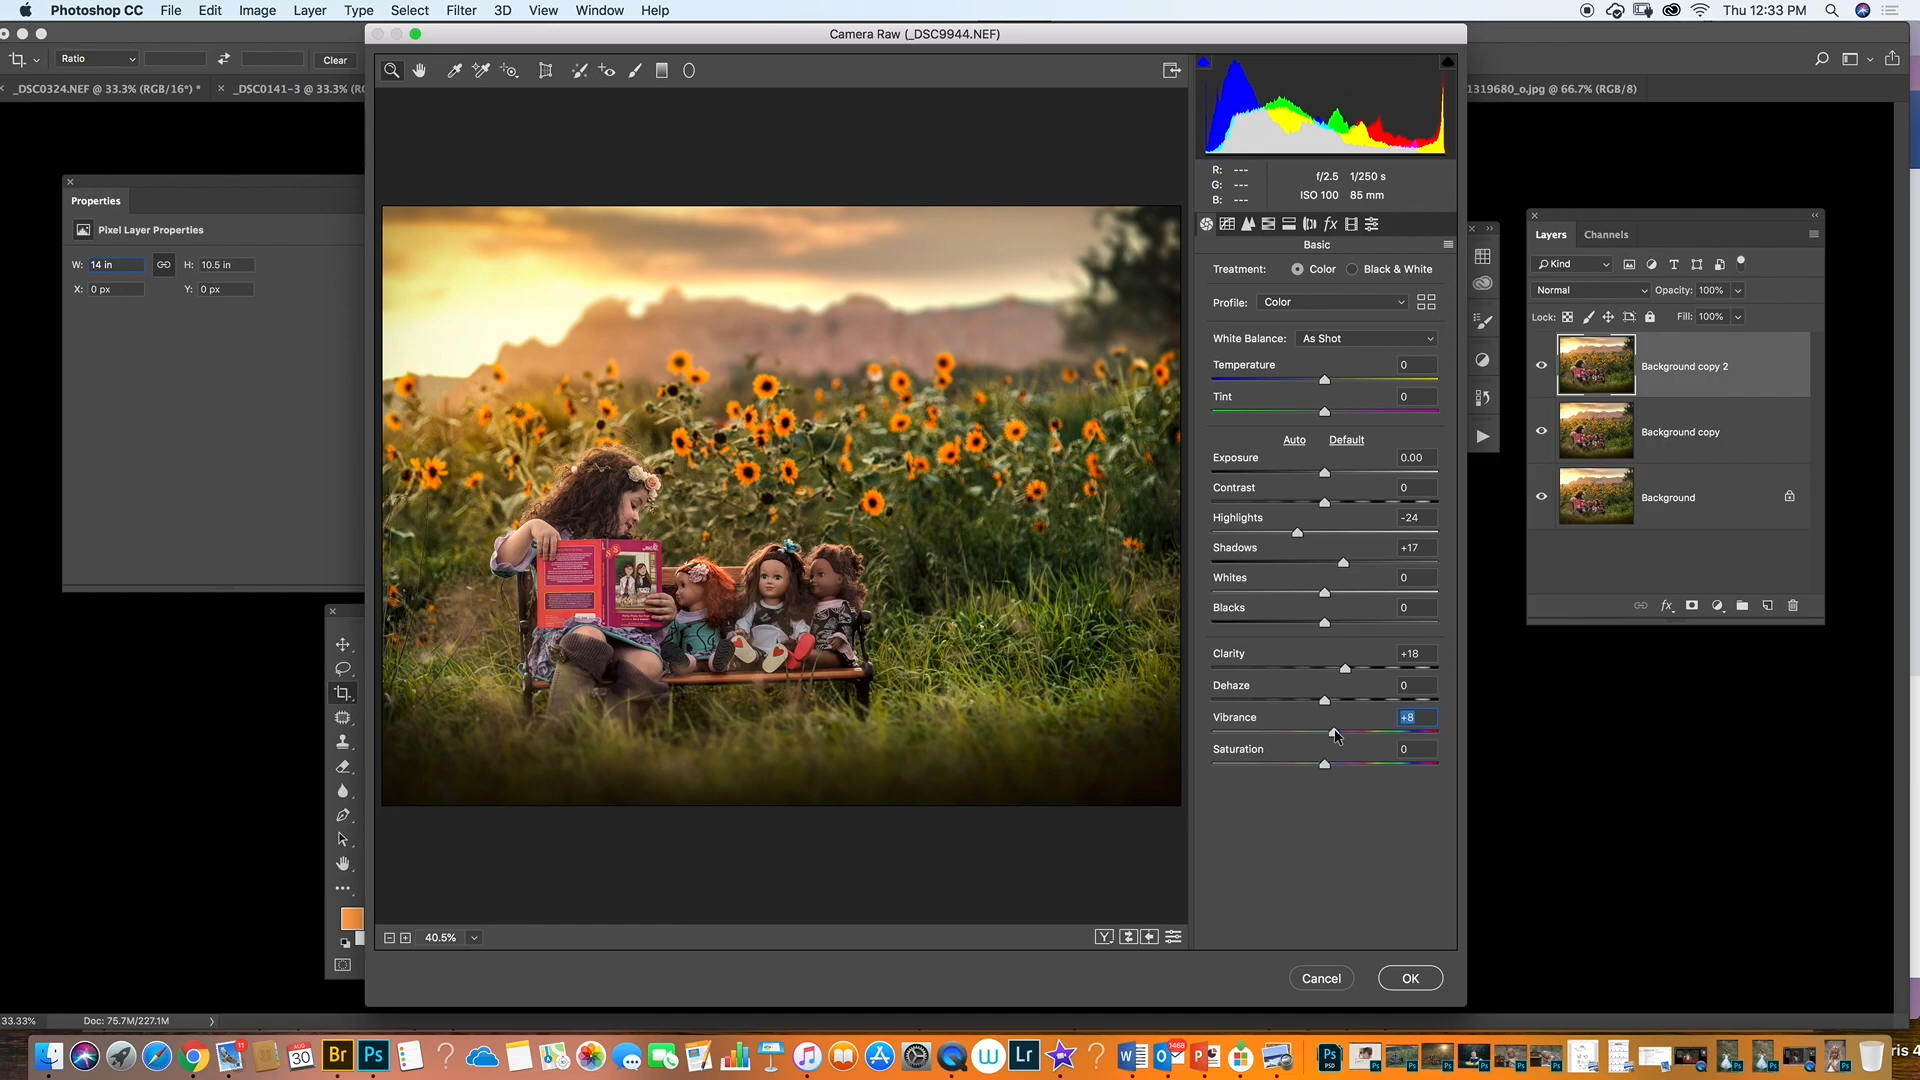 Photoshop CC File Edit Image Layer Type Select Filter 3D View Window Help Thu 12:33 PM
Camera Raw (_DSC9944.NEF)
Ratio Clear
_DSC0324.NEF @ 33.3% (RGB/16*) * _DSC0141-3 @ 33.3% (R
1319680_o.jpg @ 66.7% (RGB/8)
Properties
Pixel Layer Properties
W: 14 in H: 10.5 in
X: 0 px Y: 0 px
R: ---
G: ---
B: ---
f/2.5 1/250 s
ISO 100 85 mm
Basic
Treatment: Color Black & White
Profile: Color
White Balance: As Shot
Temperature 0
Tint 0
Auto Default
Exposure 0.00
Contrast 0
Highlights -24
Shadows +17
Whites 0
Blacks 0
Clarity +18
Dehaze 0
Vibrance +8
Saturation 0
Layers Channels
Kind
Normal Opacity: 100%
Lock: Fill: 100%
Background copy 2
Background copy
Background
40.5%
Cancel OK
33.33% Doc: 75.7M/227.1M
11
AUG
30
Br Ps
Lr
1468
ris 4